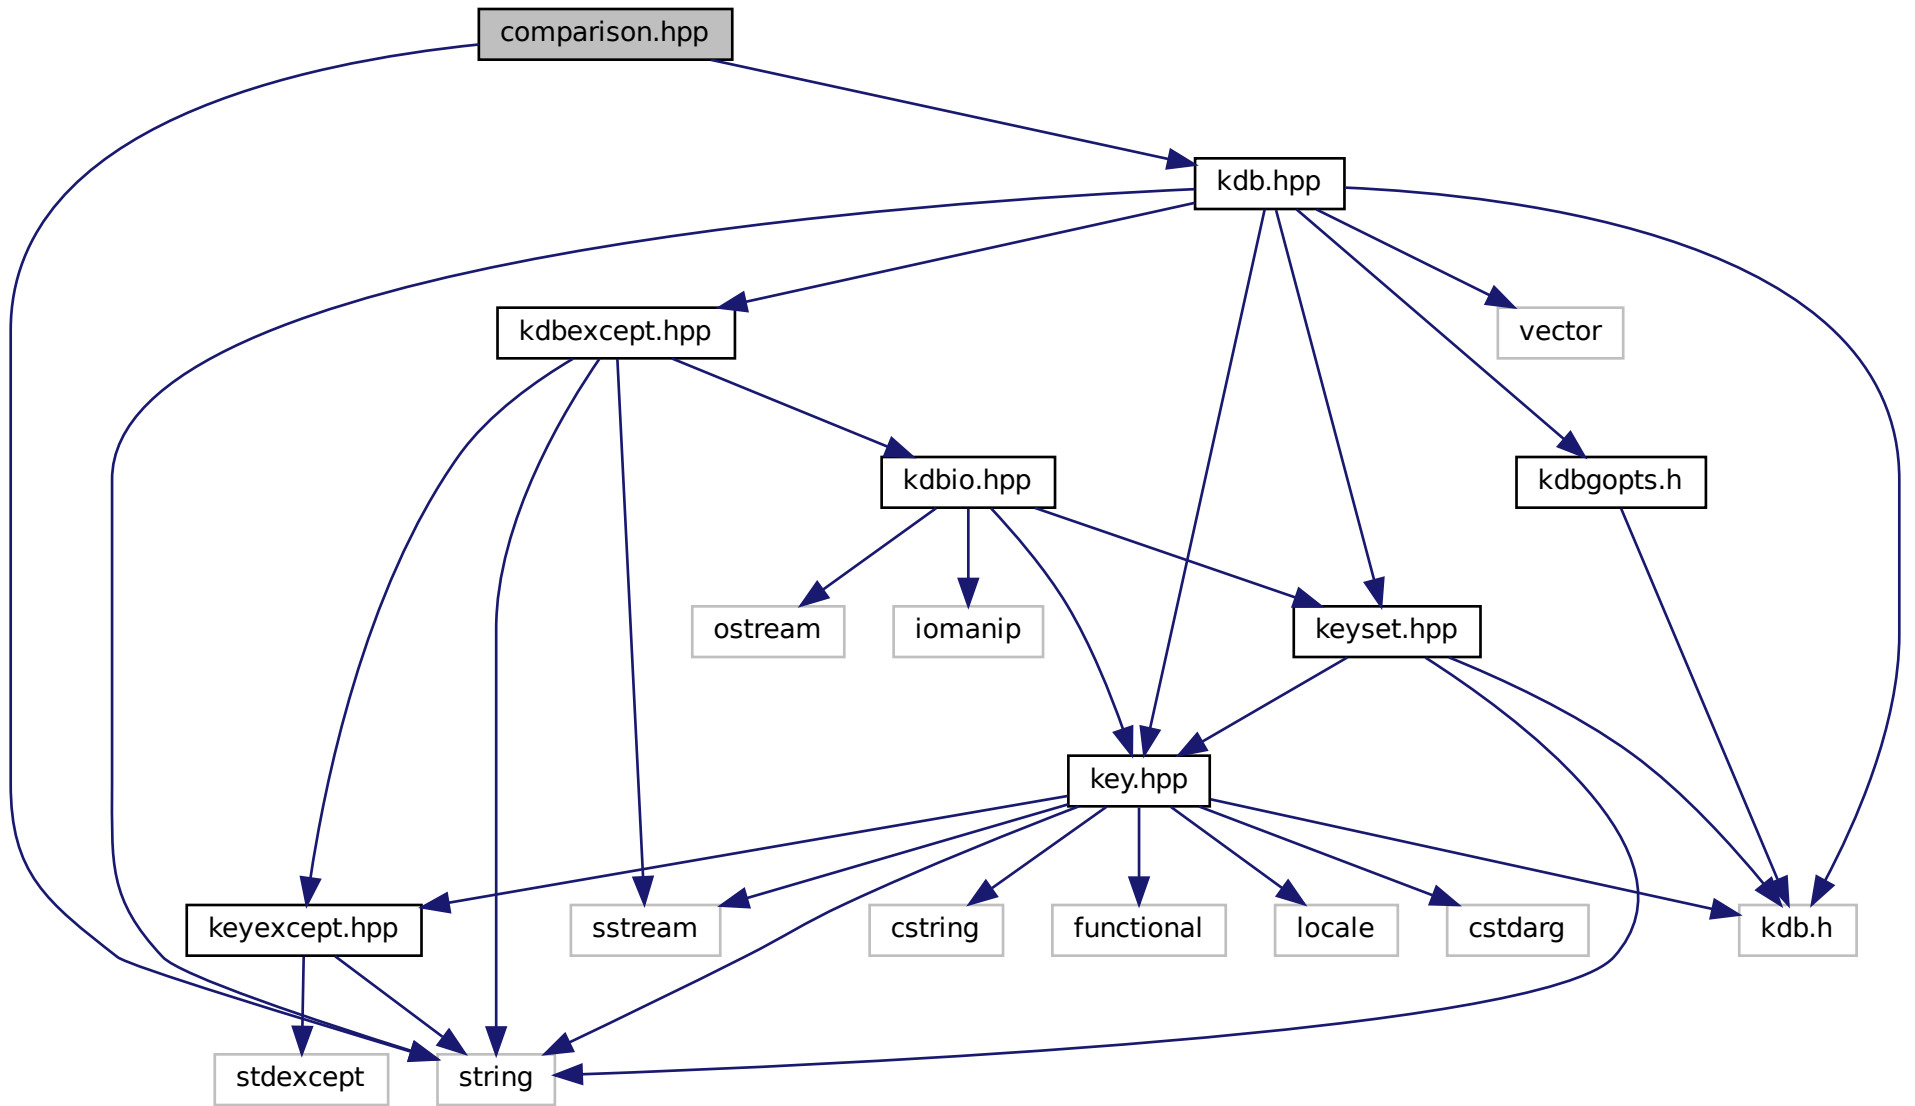 comparison.hpp
kdb.hpp
kdbexcept.hpp
vector
kdbio.hpp
kdbgopts.h
ostream
iomanip
keyset.hpp
key.hpp
keyexcept.hpp
sstream
cstring
functional
locale
cstdarg
kdb.h
stdexcept
string